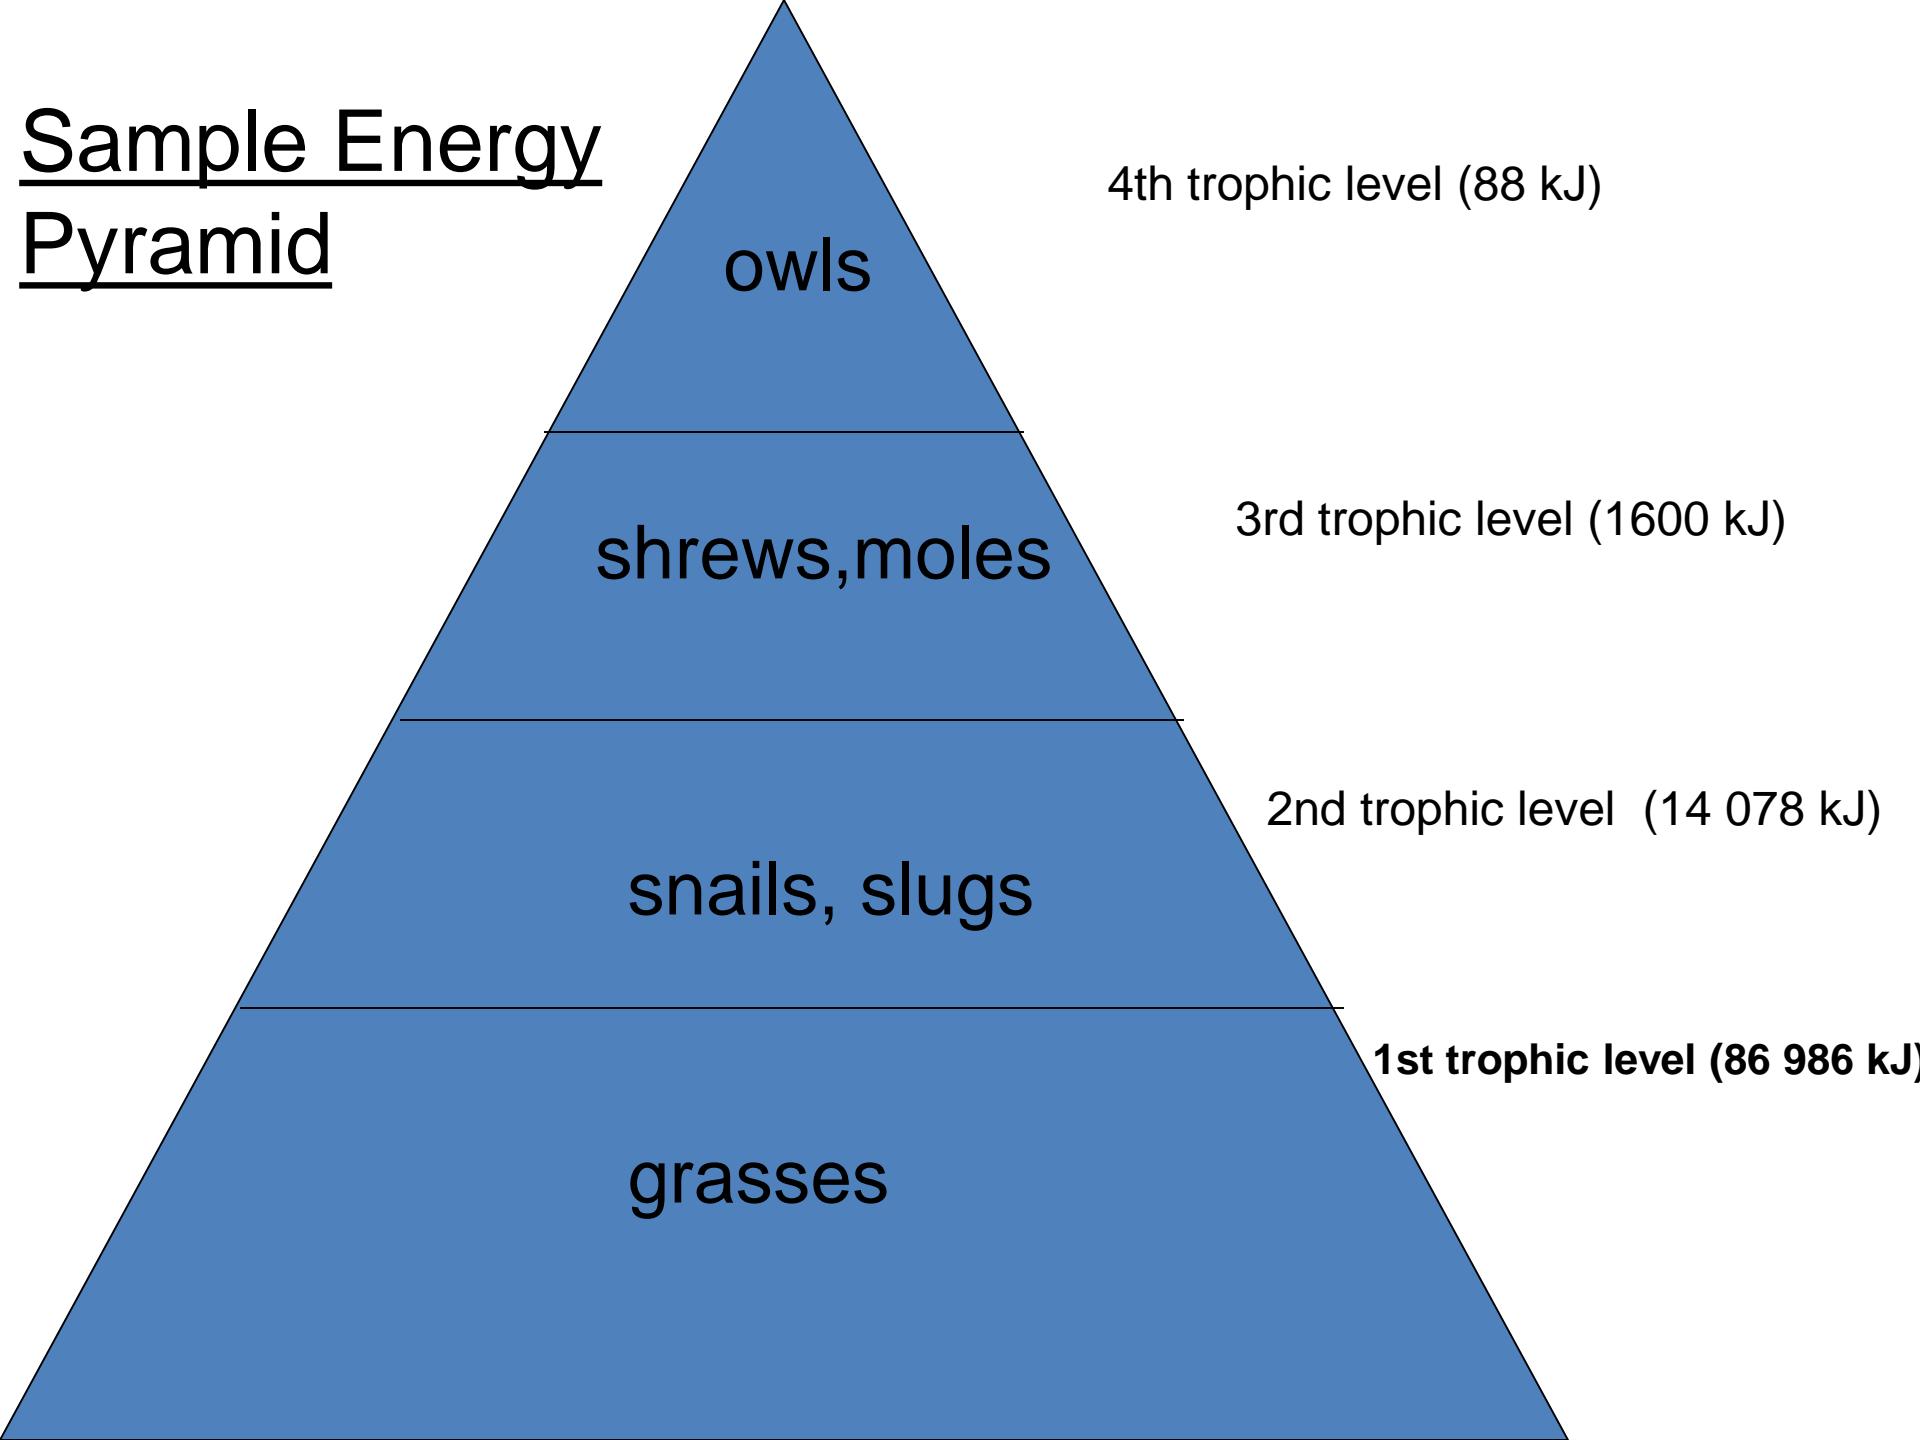 Sample Energy
Pyramid
4th trophic level (88 kJ)
owls
3rd trophic level (1600 kJ)
shrews,moles
2nd trophic level  (14 078 kJ)
snails, slugs
1st trophic level (86 986 kJ)
grasses